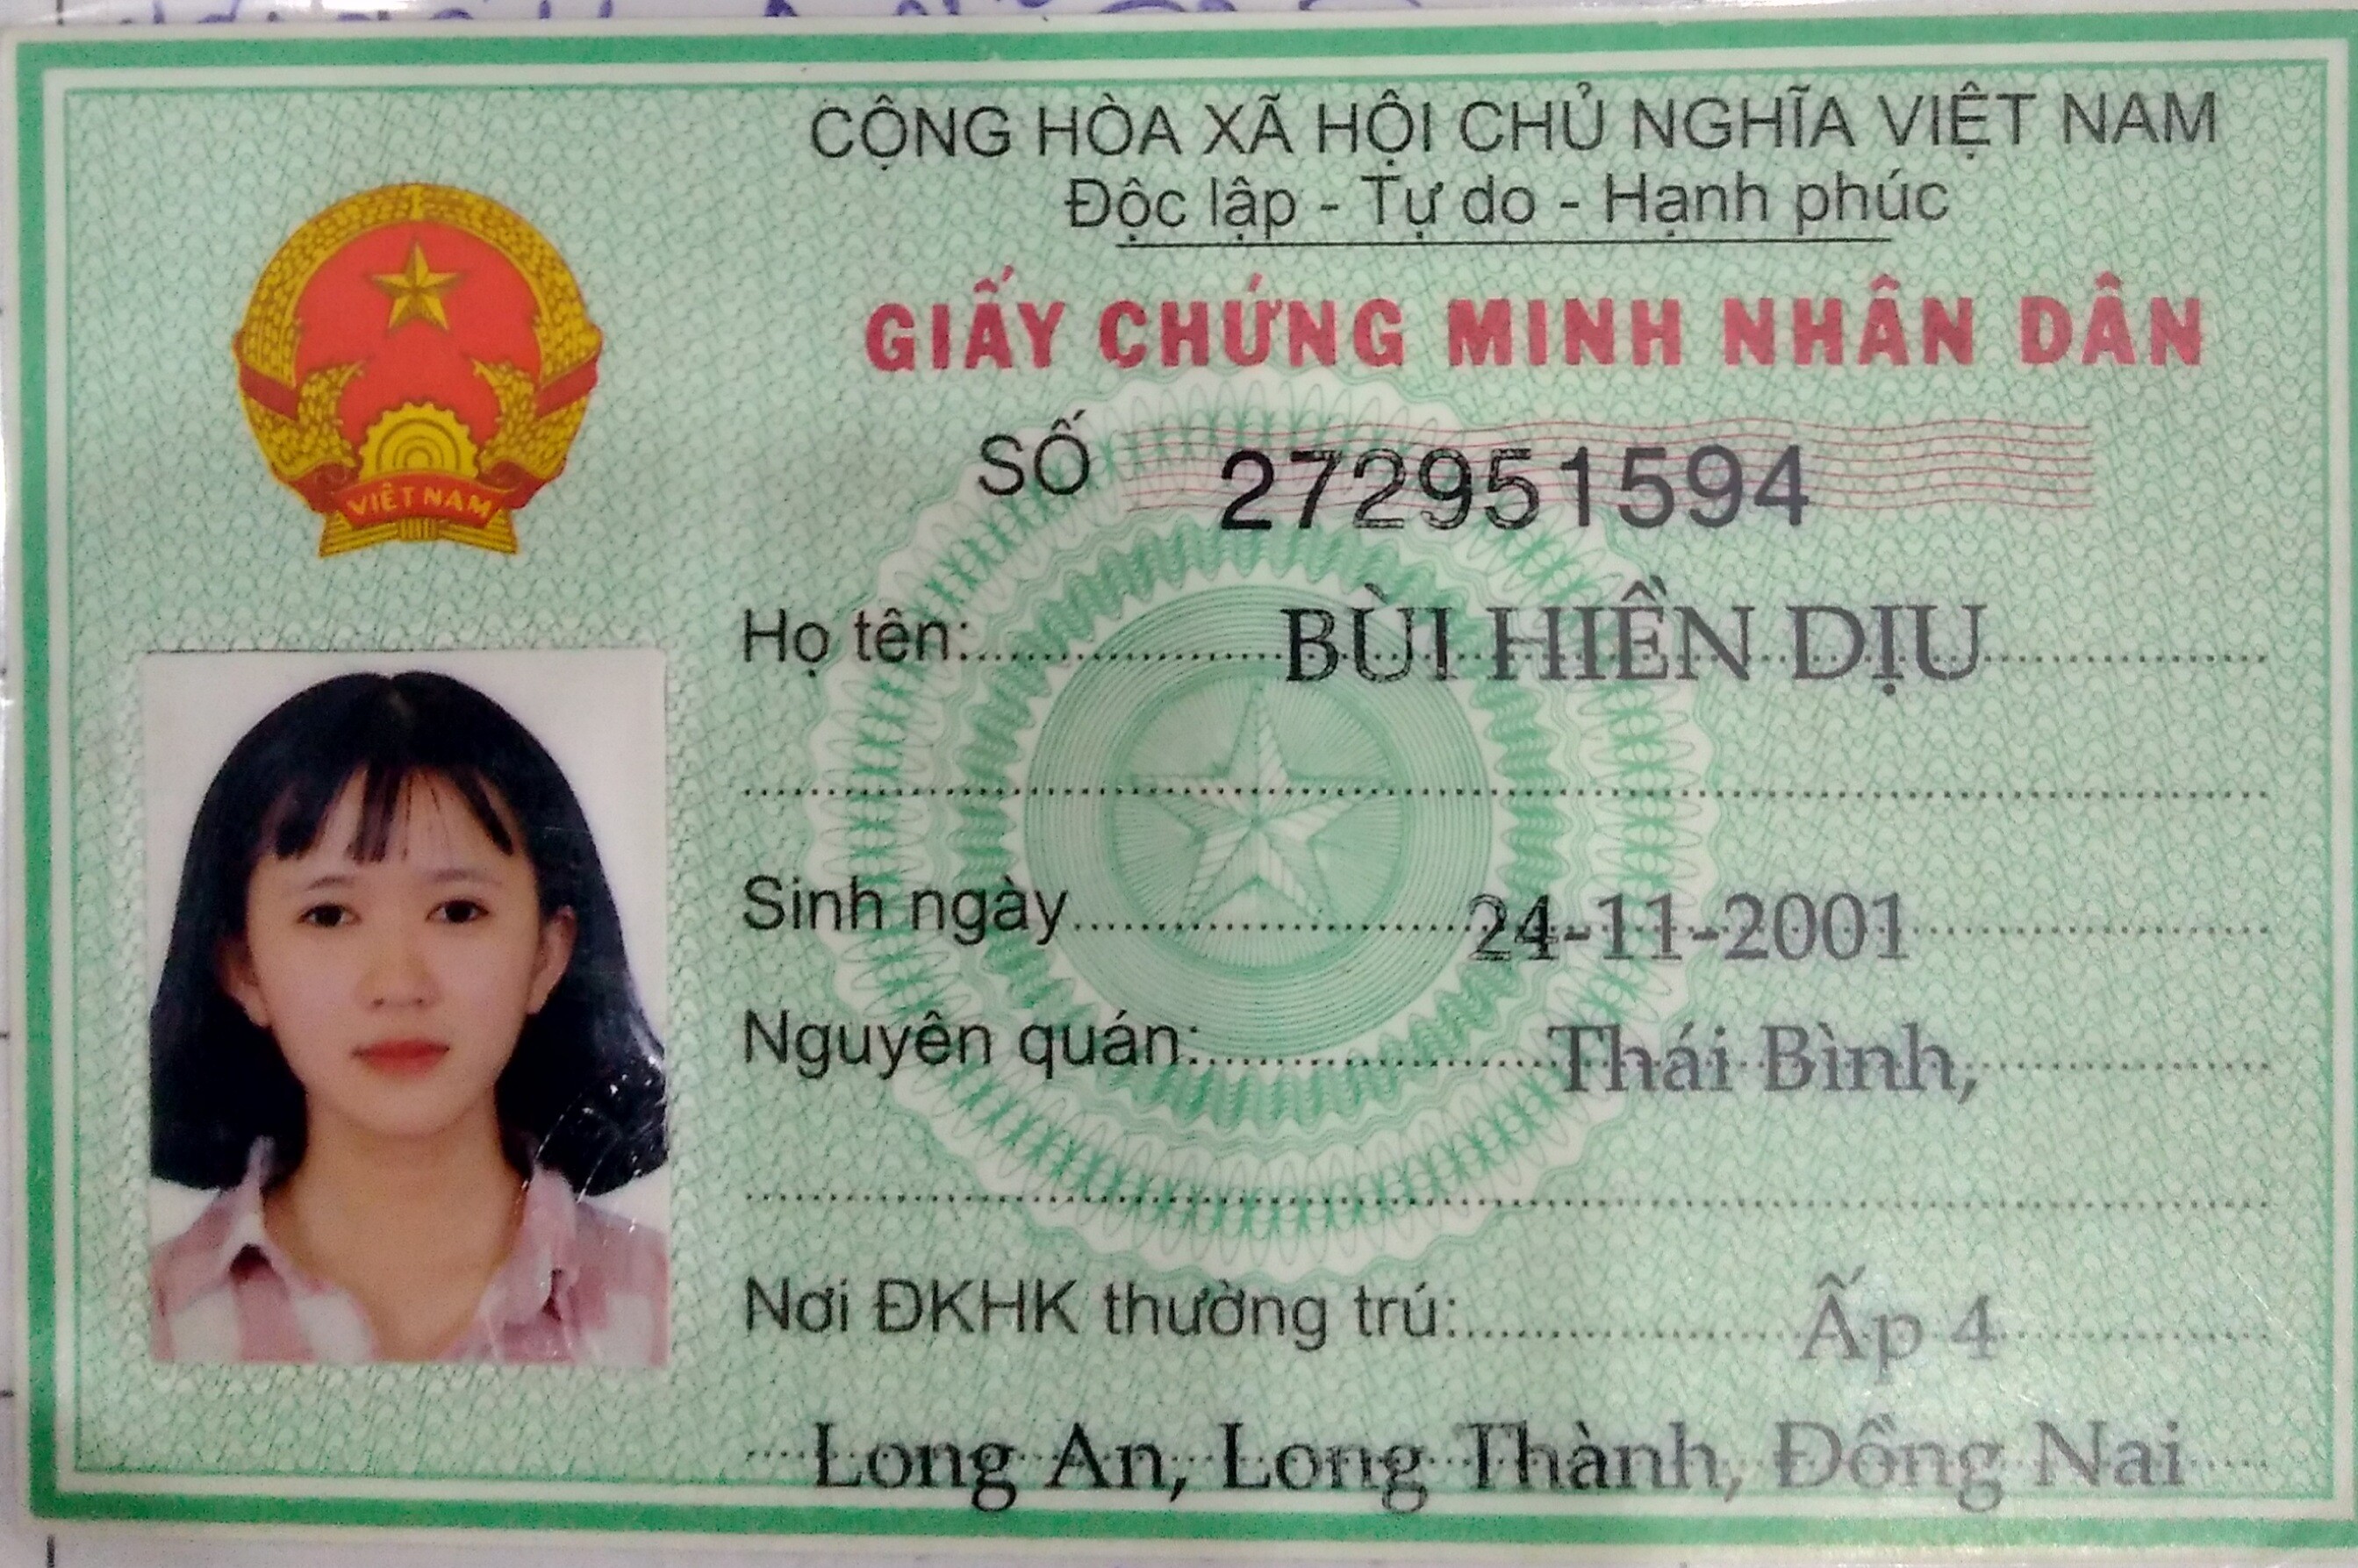 CỘNG HÒA XÃ HỘI CHỦ NGHĨA VIỆT NAM
Độc lập - Tự do - Hạnh phúc
GIẤY CHỨNG MINH NHÂN DÂN
SỐ 272951594
VIỆT NAM
Họ tên: BÙI HIỀN DỊU
Sinh ngày 24-11-2001
Nguyên quán: Thái Bình,
Nơi ĐKHK thường trú: Ấp 4
Long An, Long Thành, Đồng Nai